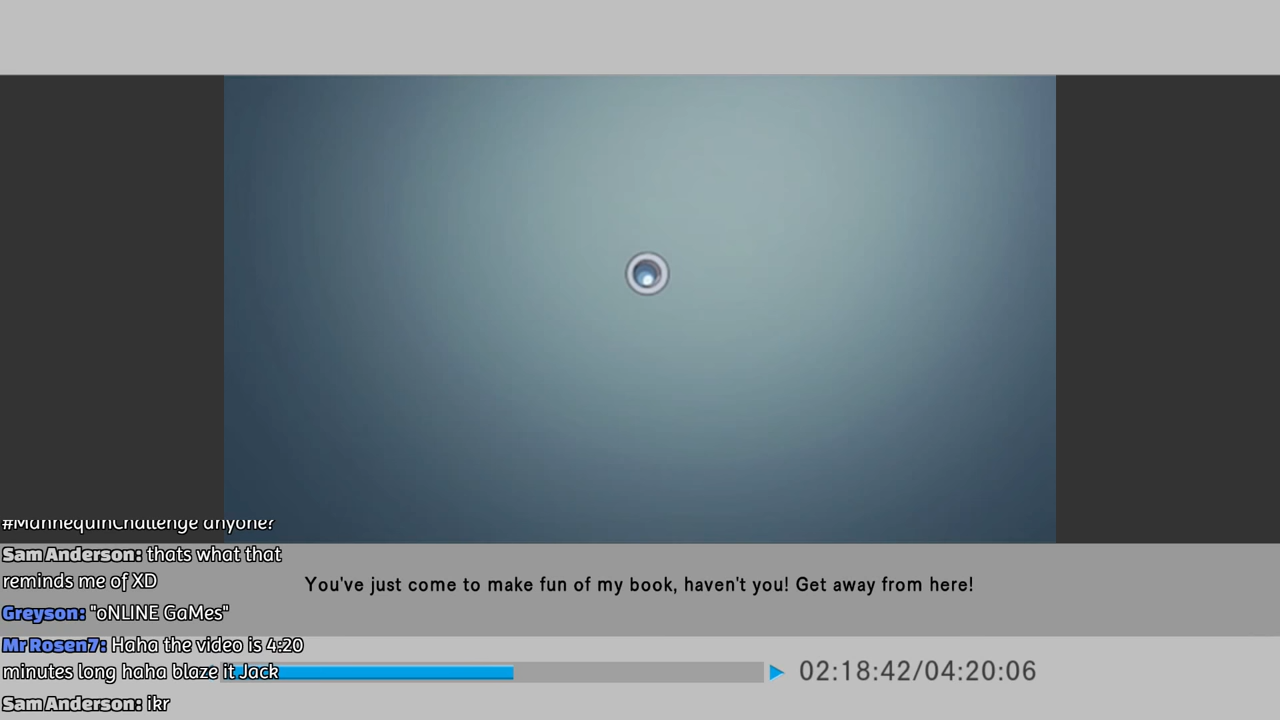 #MannequinChallenge anyone?
Sam Anderson: thats what that
reminds me of XD
You've just come to make fun of my book, haven't you! Get away from here!
Greyson: "oNLINE GaMes"
MrRosen7: Haha the video is 4:20
minutes long haha blaze it Jack
02:18:42/04:20:06
Sam Anderson: ikr